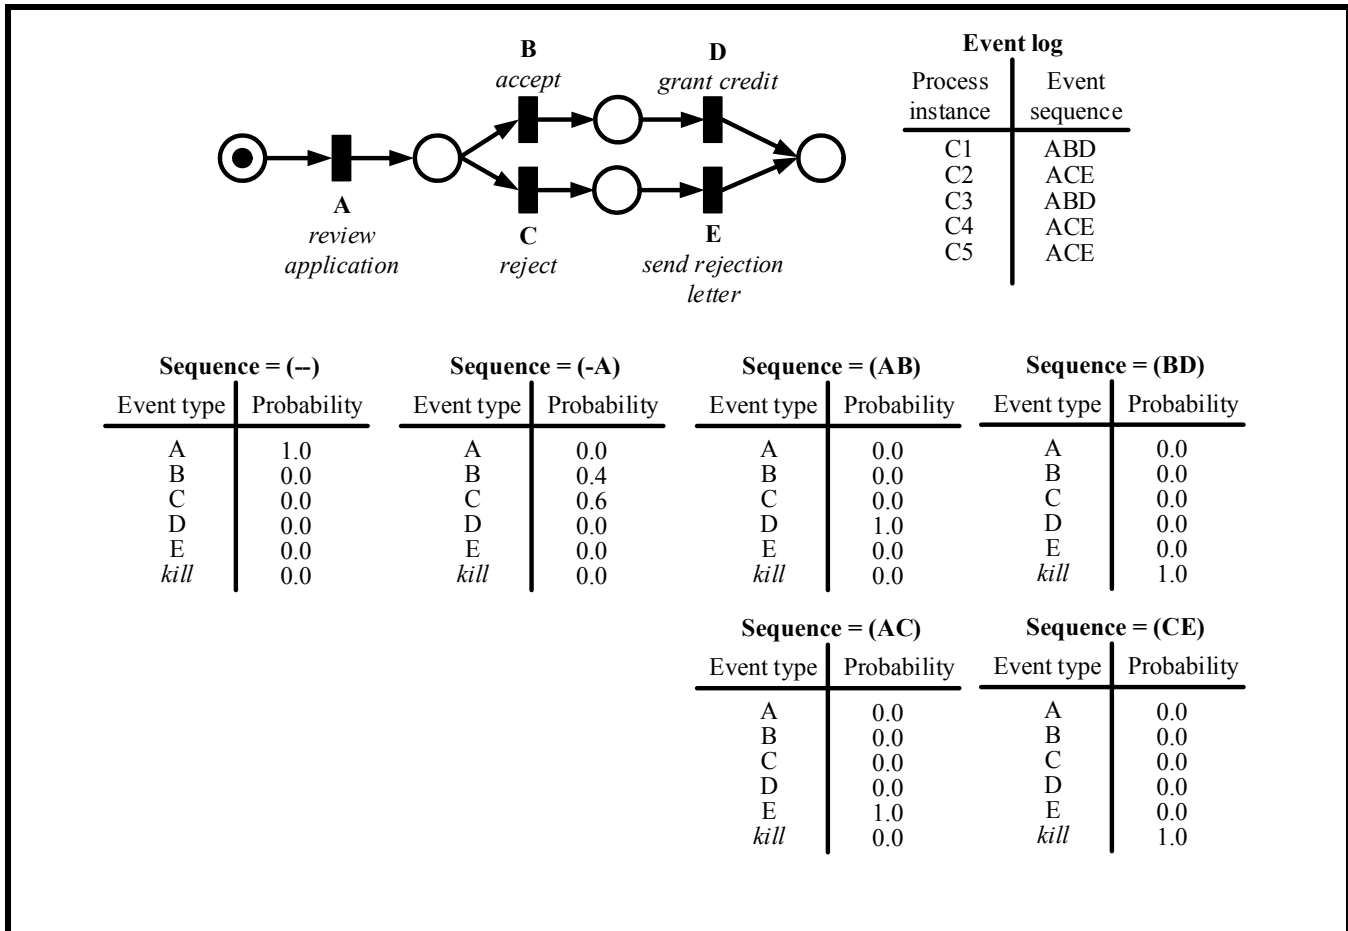 B
accept
D
grant credit
A
review
application
C
reject
E
send rejection
letter
Event log
Process instance Event sequence
C1 ABD
C2 ACE
C3 ABD
C4 ACE
C5 ACE
Sequence = (--)
Event type Probability
A 1.0
B 0.0
C 0.0
D 0.0
E 0.0
kill 0.0
Sequence = (-A)
Event type Probability
A 0.0
B 0.4
C 0.6
D 0.0
E 0.0
kill 0.0
Sequence = (AB)
Event type Probability
A 0.0
B 0.0
C 0.0
D 1.0
E 0.0
kill 0.0
Sequence = (BD)
Event type Probability
A 0.0
B 0.0
C 0.0
D 0.0
E 0.0
kill 1.0
Sequence = (AC)
Event type Probability
A 0.0
B 0.0
C 0.0
D 0.0
E 1.0
kill 0.0
Sequence = (CE)
Event type Probability
A 0.0
B 0.0
C 0.0
D 0.0
E 0.0
kill 1.0